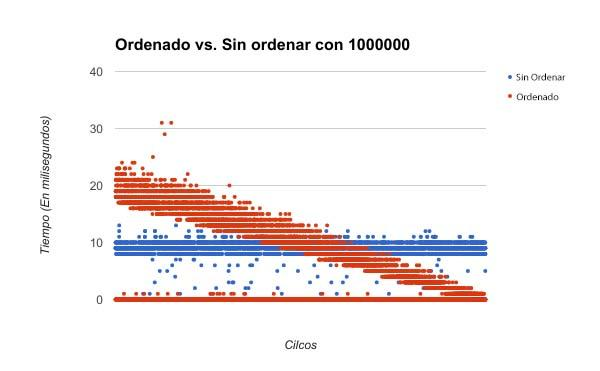 Ordenado vs. Sin ordenar con 1000000
40
30
20
10
0
Tiempo (En milisegundos)
Cilcos
Sin Ordenar
Ordenado